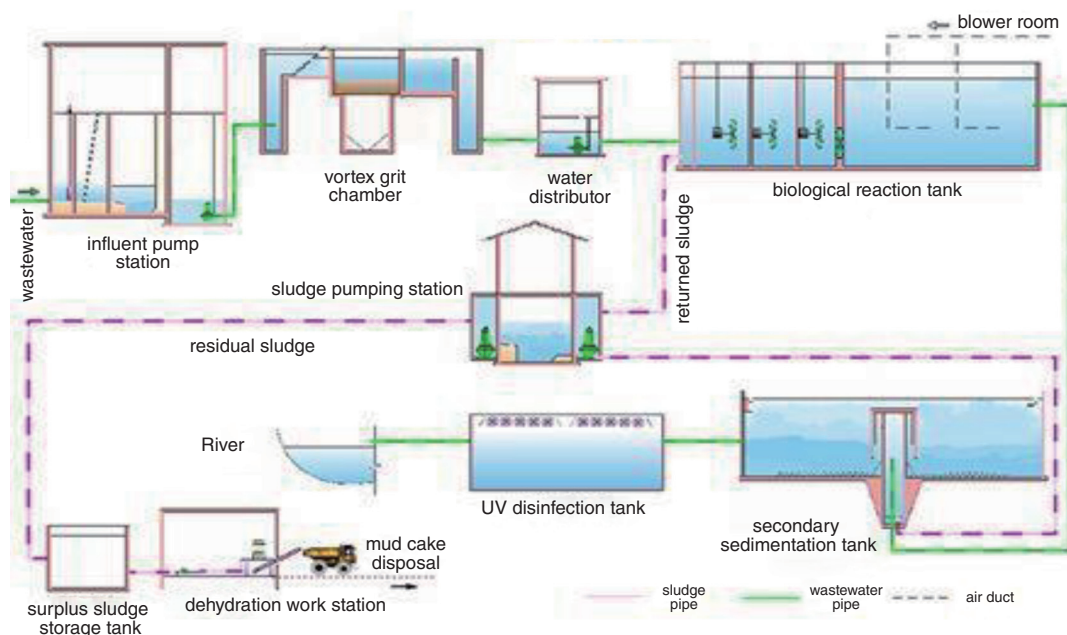 blower room
vortex grit
chamber
water
distributor
biological reaction tank
wastewater
influent pump
station
sludge pumping station
returned sludge
residual sludge
River
UV disinfection tank
secondary
sedimentation tank
mud cake
disposal
surplus sludge
storage tank
dehydration work station
sludge
pipe
wastewater
pipe
air duct